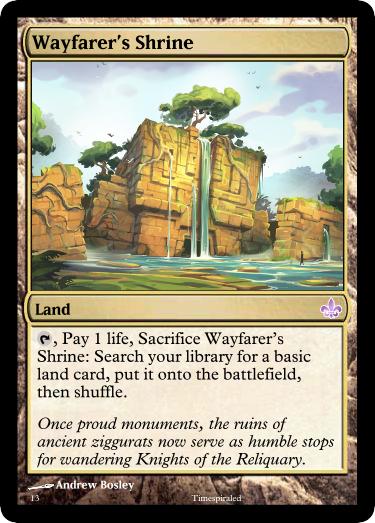 Wayfarer's Shrine
Land
, Pay 1 life, Sacrifice Wayfarer's
Shrine: Search your library for a basic
land card, put it onto the battlefield,
then shuffle.
Once proud monuments, the ruins of
ancient ziggurats now serve as humble stops
for wandering Knights of the Reliquary.
Andrew Bosley
13 Timespiraled